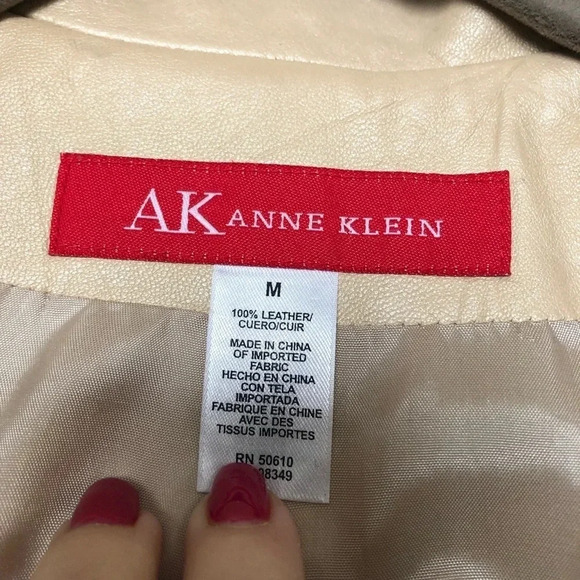 AK ANNE KLEIN
M
100% LEATHER/
CUERO/CUIR
MADE IN CHINA
OF IMPORTED
FABRIC
HECHO EN CHINA
CON TELA
IMPORTADA
FABRIQUE EN CHINE
AVEC DES
TISSUS IMPORTES
RN 50610